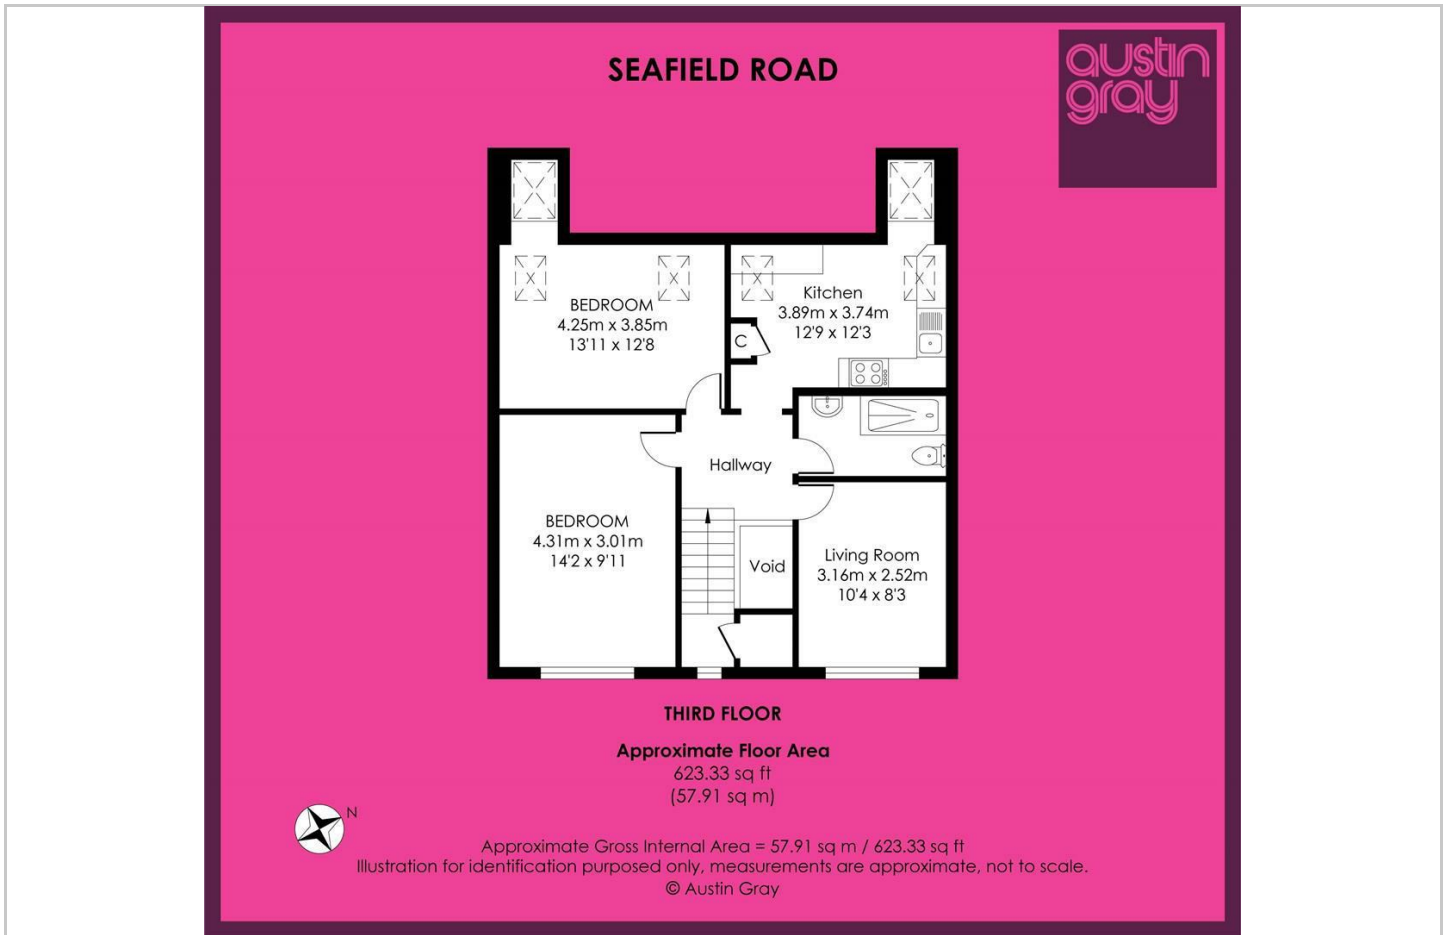 SEAFIELD ROAD
austin
gray
BEDROOM
4.25m x 3.85m
13'11 x 12'8
Kitchen
3.89m x 3.74m
12'9 x 12'3
C
Hallway
BEDROOM
4.31m x 3.01m
14'2 x 9'11
Void
Living Room
3.16m x 2.52m
10'4 x 8'3
THIRD FLOOR
Approximate Floor Area
623.33 sq ft
(57.91 sq m)
N
Approximate Gross Internal Area = 57.91 sq m / 623.33 sq ft
Illustration for identification purposed only, measurements are approximate, not to scale.
© Austin Gray